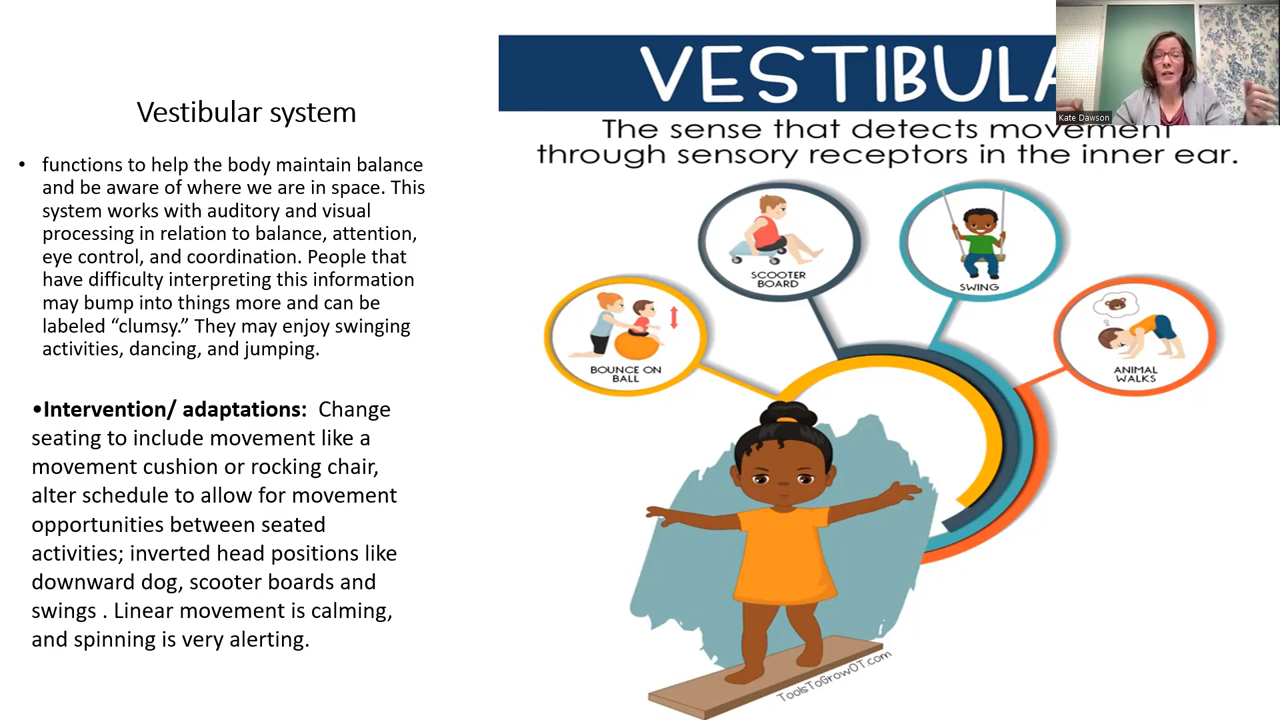 Vestibular system
• functions to help the body maintain balance
and be aware of where we are in space. This
system works with auditory and visual
processing in relation to balance, attention,
eye control, and coordination. People that
have difficulty interpreting this information
may bump into things more and can be
labeled “clumsy.” They may enjoy swinging
activities, dancing, and jumping.
•Intervention/ adaptations:  Change
seating to include movement like a
movement cushion or rocking chair,
alter schedule to allow for movement
opportunities between seated
activities; inverted head positions like
downward dog, scooter boards and
swings . Linear movement is calming,
and spinning is very alerting.
VESTIBULA
The sense that detects movement
through sensory receptors in the inner ear.
SCOOTER
BOARD
SWING
BOUNCE ON
BALL
ANIMAL
WALKS
ToolsToGrowOT.com
Kate Dawson